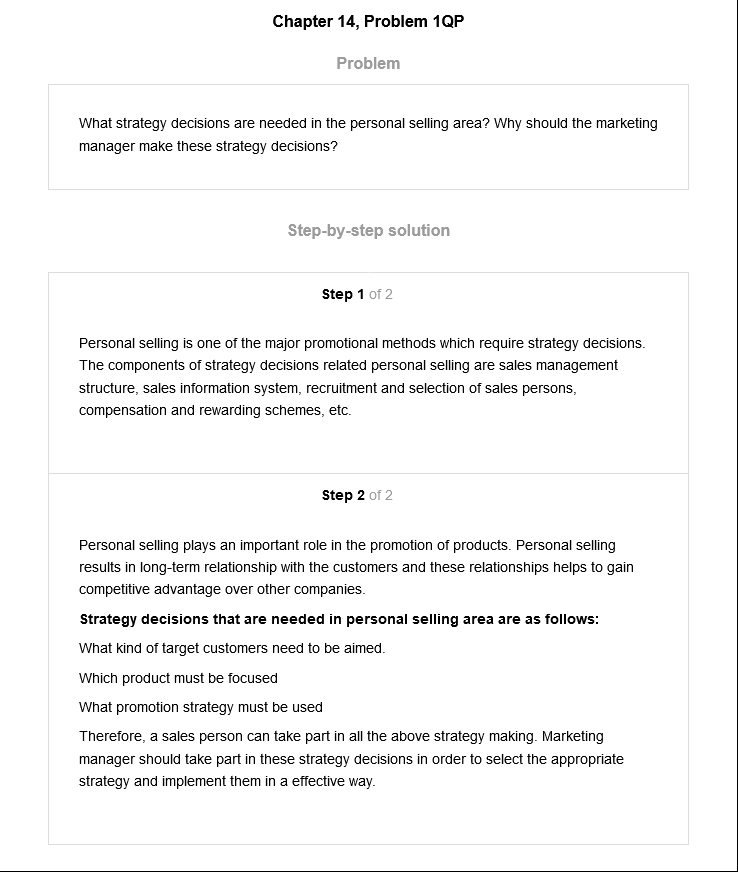 Chapter 14, Problem 1QP
Problem
What strategy decisions are needed in the personal selling area? Why should the marketing
manager make these strategy decisions?
Step-by-step solution
Step 1 of 2
Personal selling is one of the major promotional methods which require strategy decisions.
The components of strategy decisions related personal selling are sales management
structure, sales information system, recruitment and selection of sales persons,
compensation and rewarding schemes, etc.
Step 2 of 2
Personal selling plays an important role in the promotion of products. Personal selling
results in long-term relationship with the customers and these relationships helps to gain
competitive advantage over other companies.
Strategy decisions that are needed in personal selling area are as follows:
What kind of target customers need to be aimed.
Which product must be focused
What promotion strategy must be used
Therefore, a sales person can take part in all the above strategy making. Marketing
manager should take part in these strategy decisions in order to select the appropriate
strategy and implement them in a effective way.